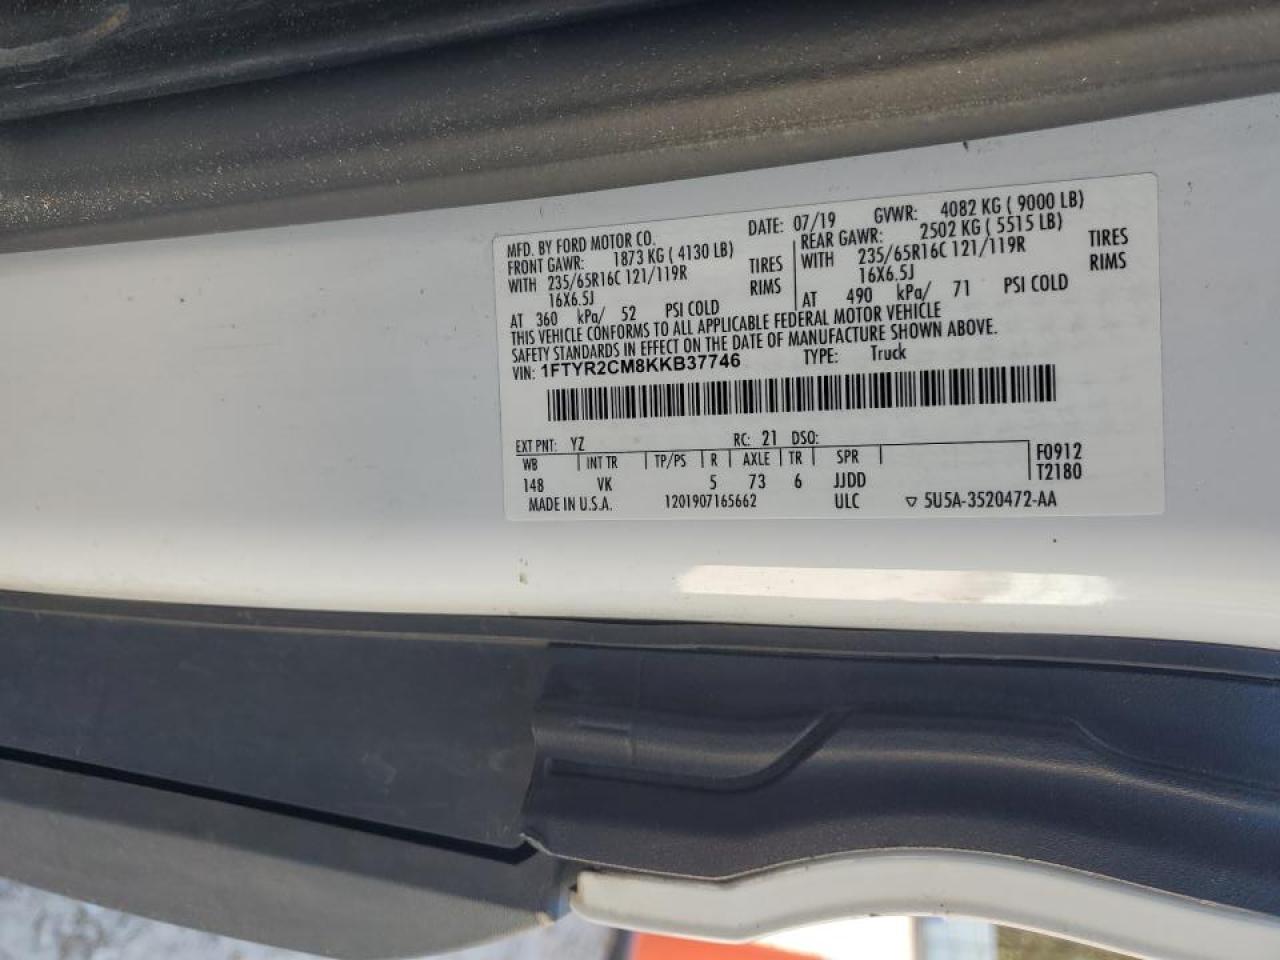 MFD. BY FORD MOTOR CO.
DATE: 07/19 GVWR: 4082 KG ( 9000 LB)
FRONT GAWR: 1873 KG ( 4130 LB)
WITH 235/65R16C 121/119R TIRES
16X6.5J RIMS
AT 360 kPa/ 52 PSI COLD
REAR GAWR: 2502 KG ( 5515 LB)
WITH 235/65R16C 121/119R TIRES
16X6.5J RIMS
AT 490 kPa/ 71 PSI COLD
THIS VEHICLE CONFORMS TO ALL APPLICABLE FEDERAL MOTOR VEHICLE
SAFETY STANDARDS IN EFFECT ON THE DATE OF MANUFACTURE SHOWN ABOVE.
VIN: 1FTYR2CM8KKB37746 TYPE: Truck
EXT PNT: YZ RC: 21 DSO:
WB INT TR TP/PS R AXLE TR SPR F0912
148 VK 5 73 6 JJDD T2180
MADE IN U.S.A. 1201907165662 ULC ▽ 5U5A-3520472-AA